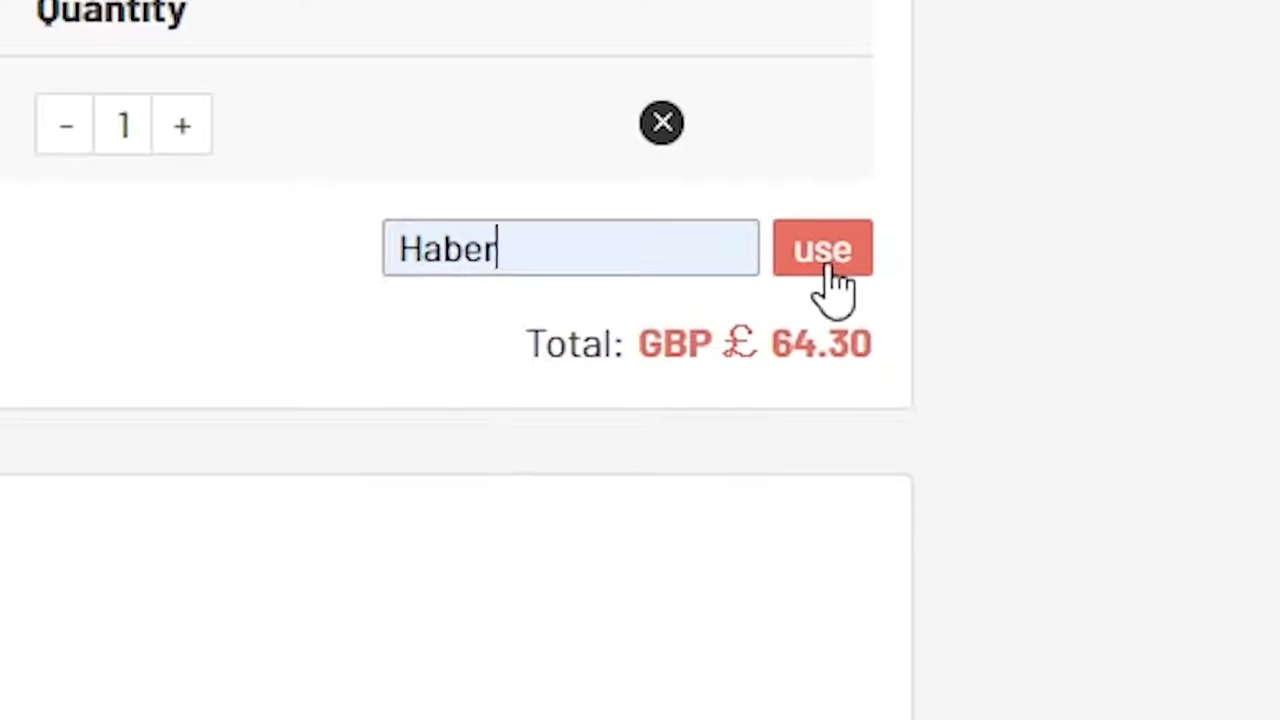 Quantity
- 1 +
Haber
use
Total: GBP £ 64.30